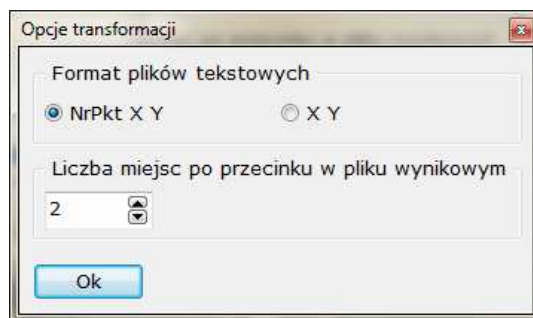 Opcje transformacji
Format plików tekstowych
NrPkt X Y
X Y
Liczba miejsc po przecinku w pliku wynikowym
2
Ok